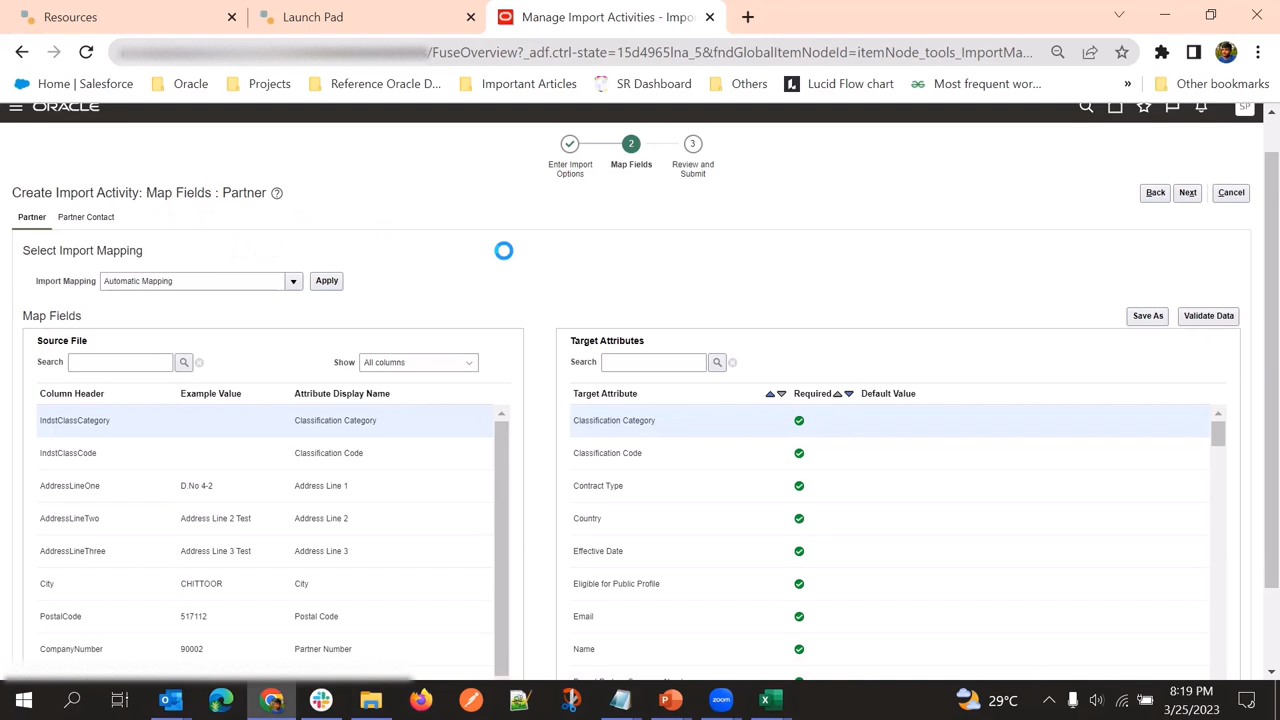 Resources
Launch Pad
Manage Import Activities - Impo
/FuseOverview?_adf.ctrl-state=15d4965lna_5&fndGlobalItemNodeId=itemNode_tools_ImportMa...
Home | Salesforce
Oracle
Projects
Reference Oracle D...
Important Articles
SR Dashboard
Others
Lucid Flow chart
Most frequent wo...
»
Other bookmarks
ORACLE
SP
2
3
Enter Import
Options
Map Fields
Review and
Submit
Create Import Activity: Map Fields : Partner
Back
Next
Cancel
Partner
Partner Contact
Select Import Mapping
Import Mapping
Automatic Mapping
Apply
Map Fields
Save As
Validate Data
Source File
Target Attributes
Search
Show
All columns
Search
Column Header
Example Value
Attribute Display Name
Target Attribute
Required
Default Value
IndstClassCategory
Classification Category
Classification Category
IndstClassCode
Classification Code
Classification Code
AddressLineOne
D.No 4-2
Address Line 1
Contract Type
AddressLineTwo
Address Line 2 Test
Address Line 2
Country
AddressLineThree
Address Line 3 Test
Address Line 3
Effective Date
City
CHITTOOR
City
Eligible for Public Profile
PostalCode
517112
Postal Code
Email
CompanyNumber
90002
Partner Number
Name
29°C
8:19 PM
3/25/2023
zoom